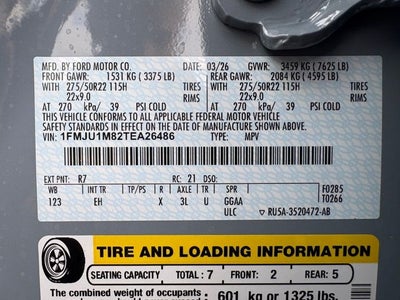 MFD. BY FORD MOTOR CO. DATE: 03/26 GVWR: 3459 KG ( 7625 LB)
FRONT GAWR: 1531 KG ( 3375 LB) REAR GAWR: 2084 KG ( 4595 LB)
WITH 275/50R22 115H TIRES WITH 275/50R22 115H TIRES
22x9.0 RIMS 22x9.0 RIMS
AT 270 kPa/ 39 PSI COLD AT 270 kPa/ 39 PSI COLD
THIS VEHICLE CONFORMS TO ALL APPLICABLE FEDERAL MOTOR VEHICLE
SAFETY STANDARDS IN EFFECT ON THE DATE OF MANUFACTURE SHOWN ABOVE.
VIN: 1FMJU1M82TEA26486 TYPE: MPV
EXT PNT: R7 RC: 21 DSO:
WB INT TR TP/PS R AXLE TR SPR F0285
123 EH X 3L U GGAA T0266
ULC ▽ RU5A-3520472-AB
TIRE AND LOADING INFORMATION
SEATING CAPACITY TOTAL: 7 FRONT: 2 REAR: 5
The combined weight of occupants 601 kg or 1325 lbs.